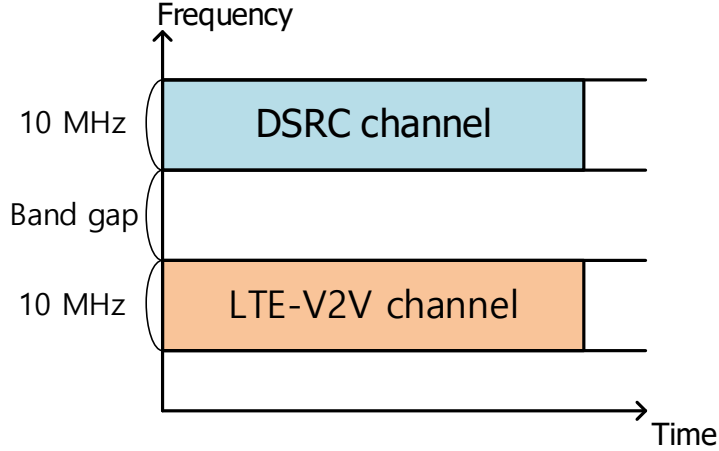 Frequency
10 MHz
DSRC channel
Band gap
10 MHz
LTE-V2V channel
Time